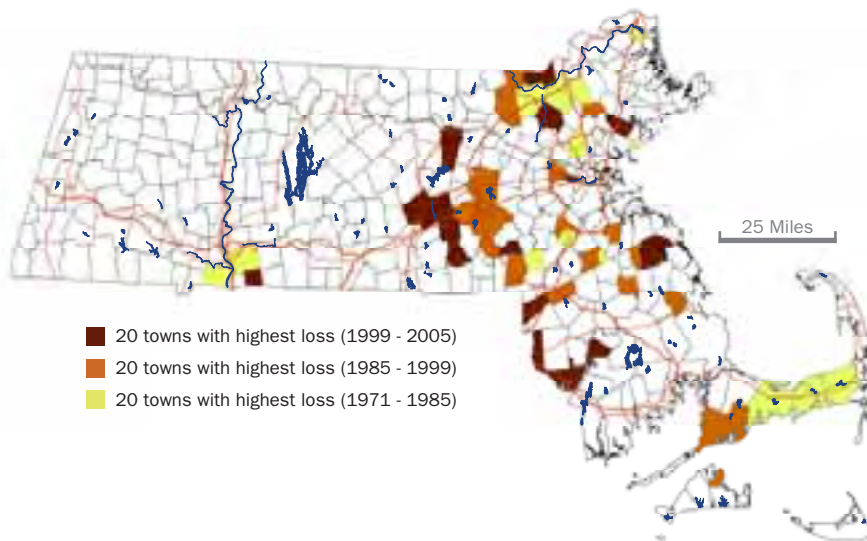 25 Miles
20 towns with highest loss (1999 - 2005)
20 towns with highest loss (1985 - 1999)
20 towns with highest loss (1971 - 1985)